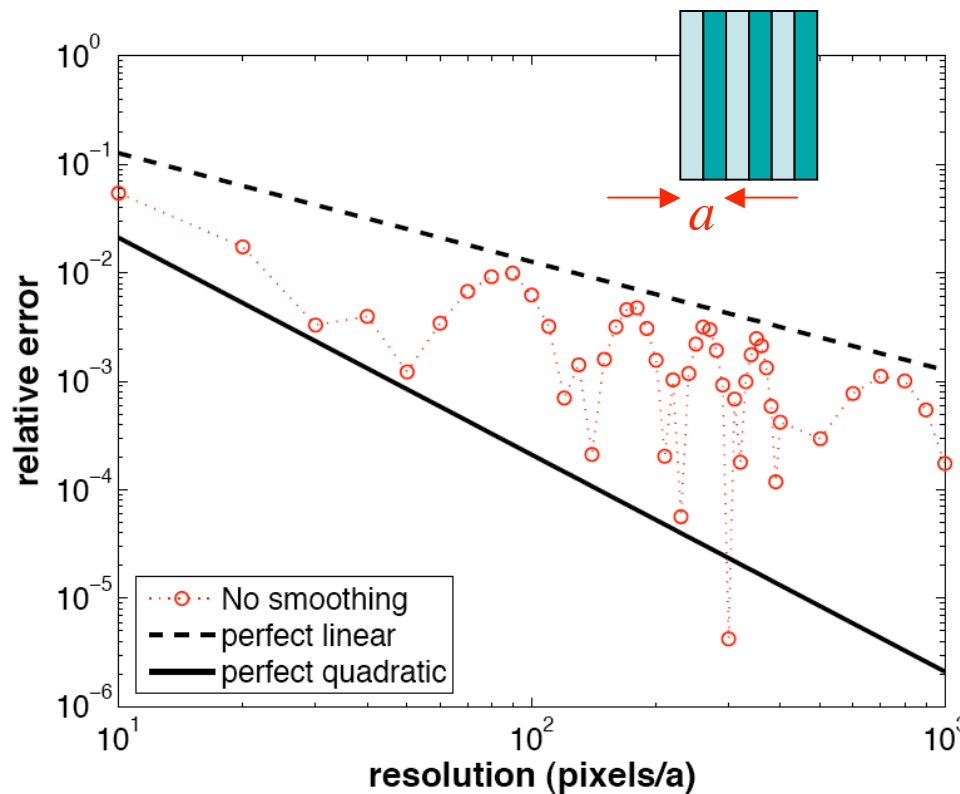 10^0
10^-1
10^-2
10^-3
10^-4
10^-5
10^-6
relative error
a
No smoothing
perfect linear
perfect quadratic
10^1
10^2
10^3
resolution (pixels/a)